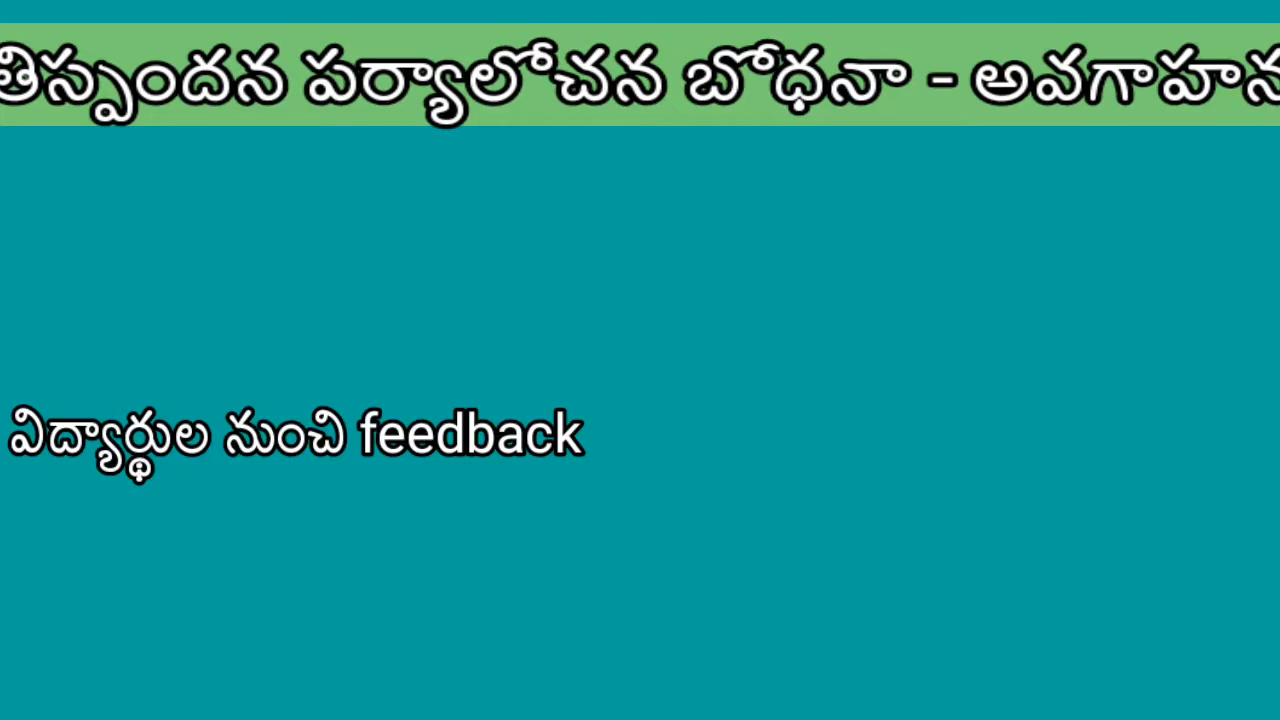 తిస్పందన పర్యాలోచన బోధనా - అవగాహన
విద్యార్థుల నుంచి feedback